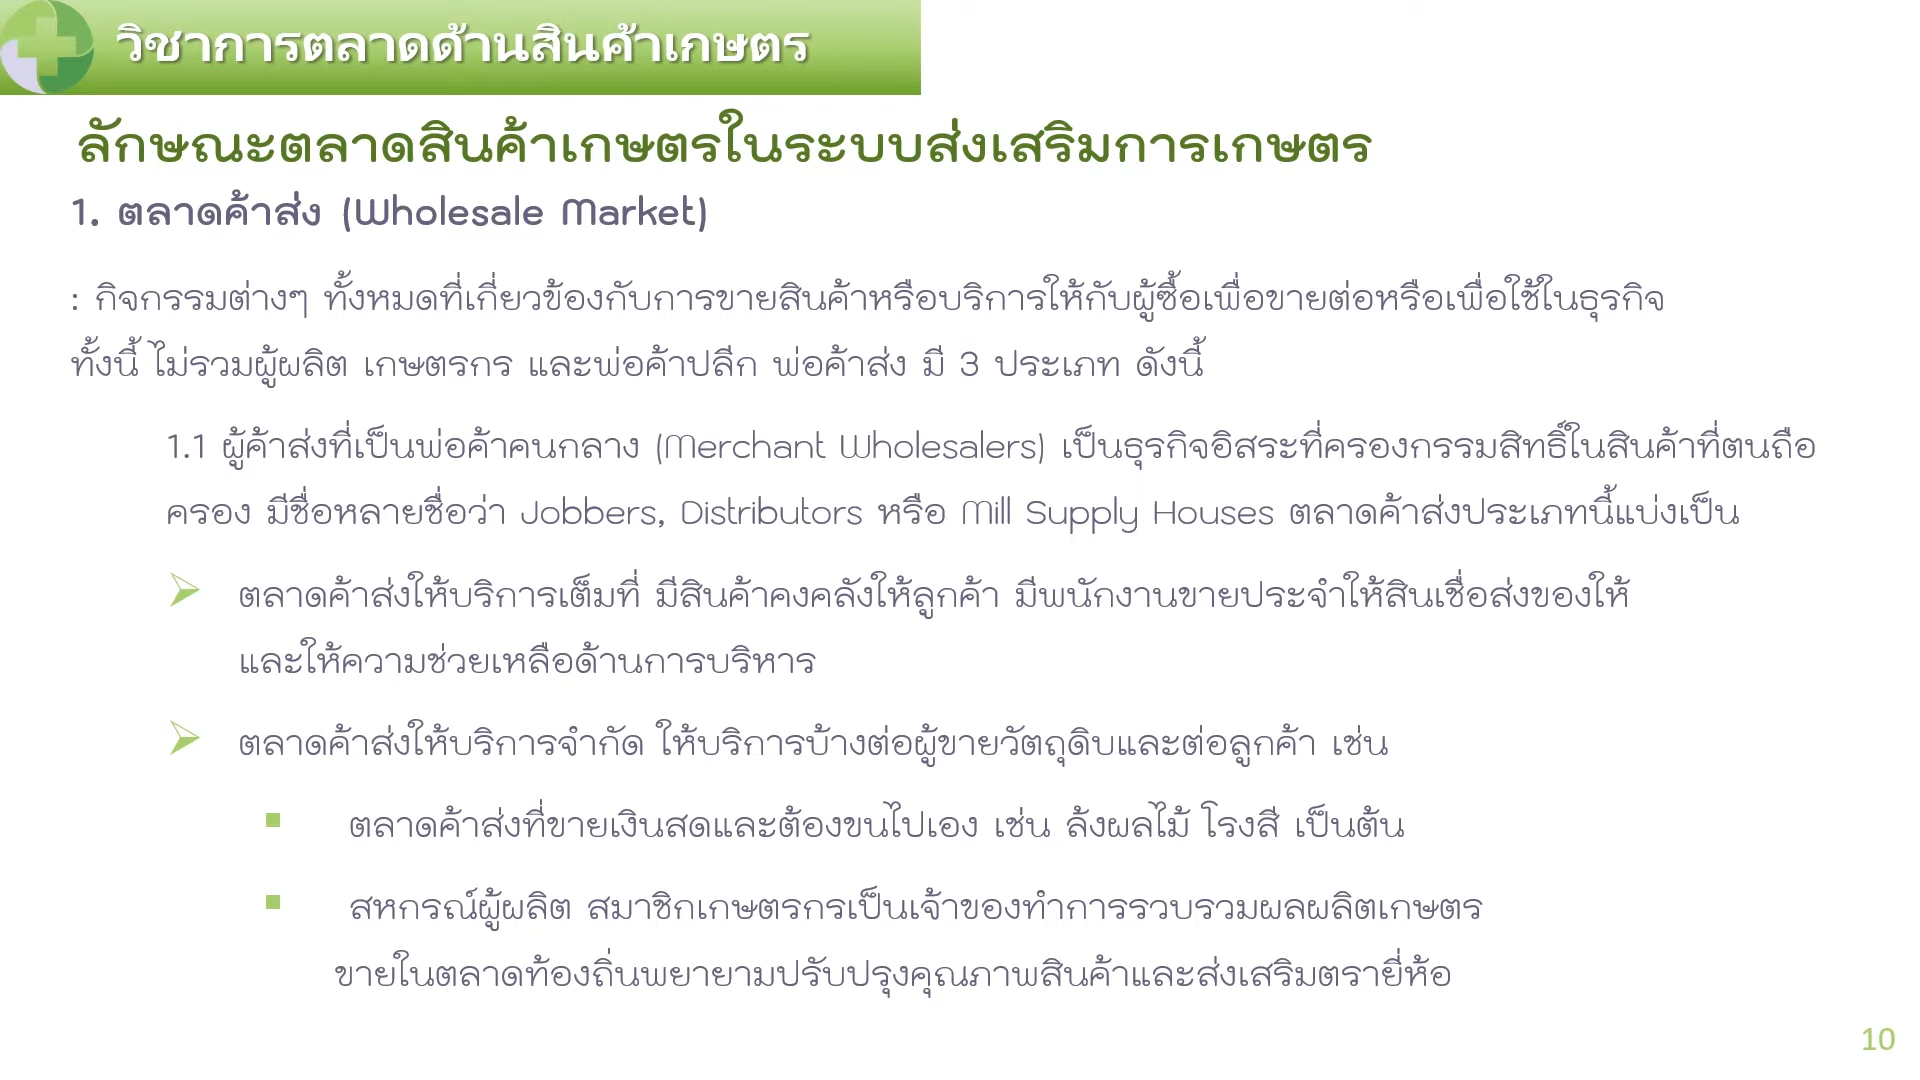 วิชาการตลาดด้านสินค้าเกษตร
ลักษณะตลาดสินค้าเกษตรในระบบส่งเสริมการเกษตร
1. ตลาดค้าส่ง (Wholesale Market)
: กิจกรรมต่างๆ ทั้งหมดที่เกี่ยวข้องกับการขายสินค้าหรือบริการให้กับผู้ซื้อเพื่อขายต่อหรือเพื่อใช้ในธุรกิจ
ทั้งนี้ ไม่รวมผู้ผลิต เกษตรกร และพ่อค้าปลีก พ่อค้าส่ง มี 3 ประเภท ดังนี้
1.1 ผู้ค้าส่งที่เป็นพ่อค้าคนกลาง (Merchant Wholesalers) เป็นธุรกิจอิสระที่ครองกรรมสิทธิ์ในสินค้าที่ตนถือ
ครอง มีชื่อหลายชื่อว่า Jobbers, Distributors หรือ Mill Supply Houses ตลาดค้าส่งประเภทนี้แบ่งเป็น
➢ ตลาดค้าส่งให้บริการเต็มที่ มีสินค้าคงคลังให้ลูกค้า มีพนักงานขายประจำให้สินเชื่อส่งของให้
และให้ความช่วยเหลือด้านการบริหาร
➢ ตลาดค้าส่งให้บริการจำกัด ให้บริการบ้างต่อผู้ขายวัตถุดิบและต่อลูกค้า เช่น
▪ ตลาดค้าส่งที่ขายเงินสดและต้องขนไปเอง เช่น ล้งผลไม้ โรงสี เป็นต้น
▪ สหกรณ์ผู้ผลิต สมาชิกเกษตรกรเป็นเจ้าของทำการรวบรวมผลผลิตเกษตร
ขายในตลาดท้องถิ่นพยายามปรับปรุงคุณภาพสินค้าและส่งเสริมตรายี่ห้อ
10